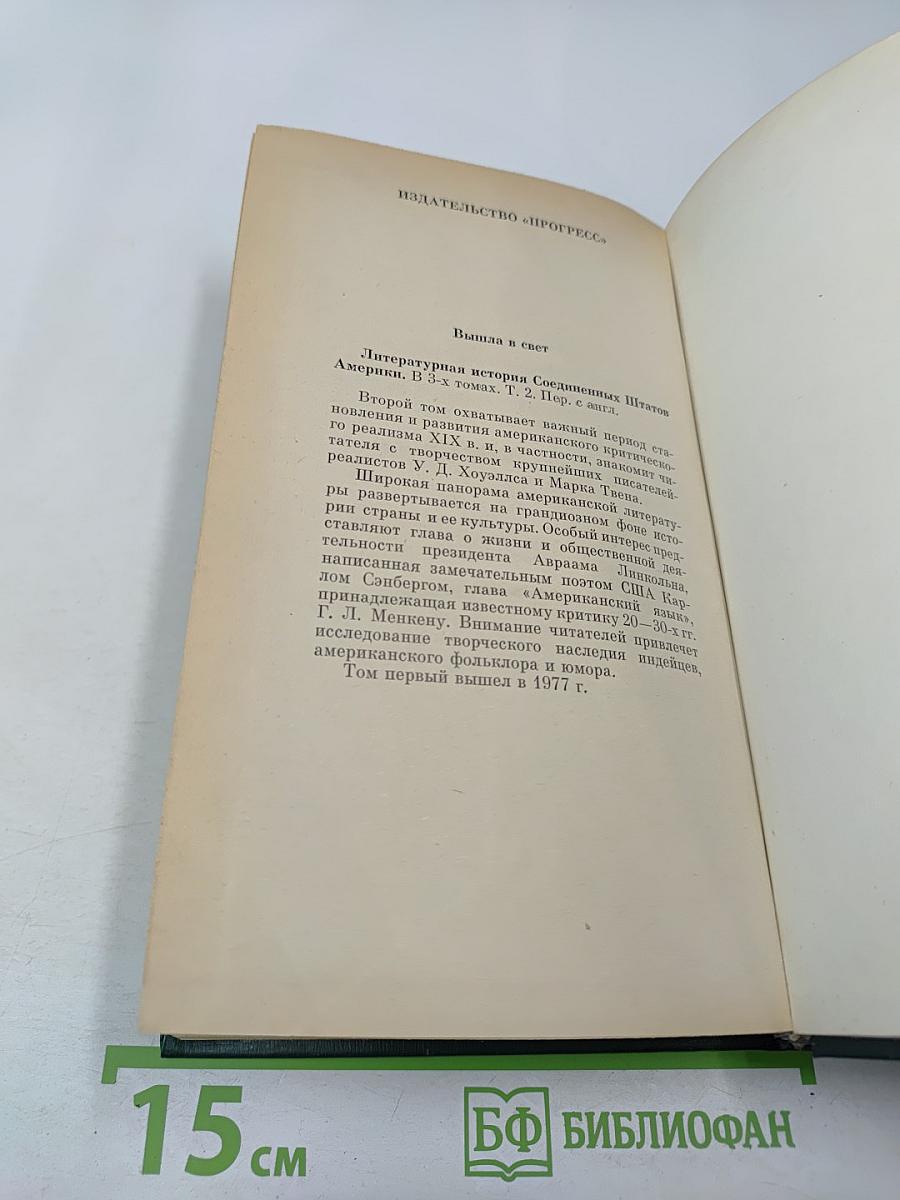 ИЗДАТЕЛЬСТВО «ПРОГРЕСС»
Вышла в свет
Литературная история Соединенных Штатов
Америки. В 3-х томах. Т. 2. Пер. с англ.
Второй том охватывает важный период ста-
новления и развития американского критическо-
го реализма XIX в. и, в частности, знакомит чи-
тателя с творчеством крупнейших писателей-
реалистов У. Д. Хоуэллса и Марка Твена.
Широкая панорама американской литерату-
ры развертывается на грандиозном фоне исто-
рии страны и ее культуры. Особый интерес пред-
ставляют глава о жизни и общественной дея-
тельности президента Авраама Линкольна,
написанная замечательным поэтом США Кар-
лом Сэнбергом, глава «Американский язык»,
принадлежащая известному критику 20—30-х гг.
Г. Л. Менкену. Внимание читателей привлечет
исследование творческого наследия индейцев,
американского фольклора и юмора.
Том первый вышел в 1977 г.
15 см
БФ БИБЛИОФАН